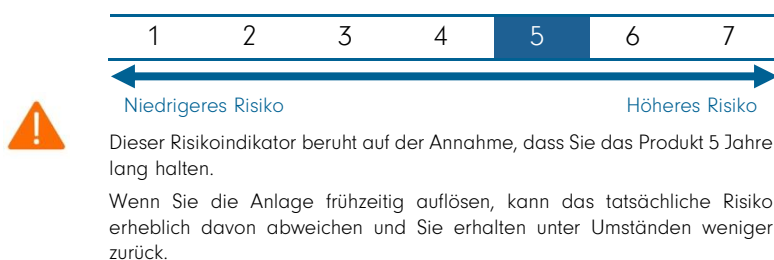 1 2 3 4 5 6 7
Niedrigeres Risiko Höheres Risiko
Dieser Risikoindikator beruht auf der Annahme, dass Sie das Produkt 5 Jahre
lang halten.
Wenn Sie die Anlage frühzeitig auflösen, kann das tatsächliche Risiko
erheblich davon abweichen und Sie erhalten unter Umständen weniger
zurück.